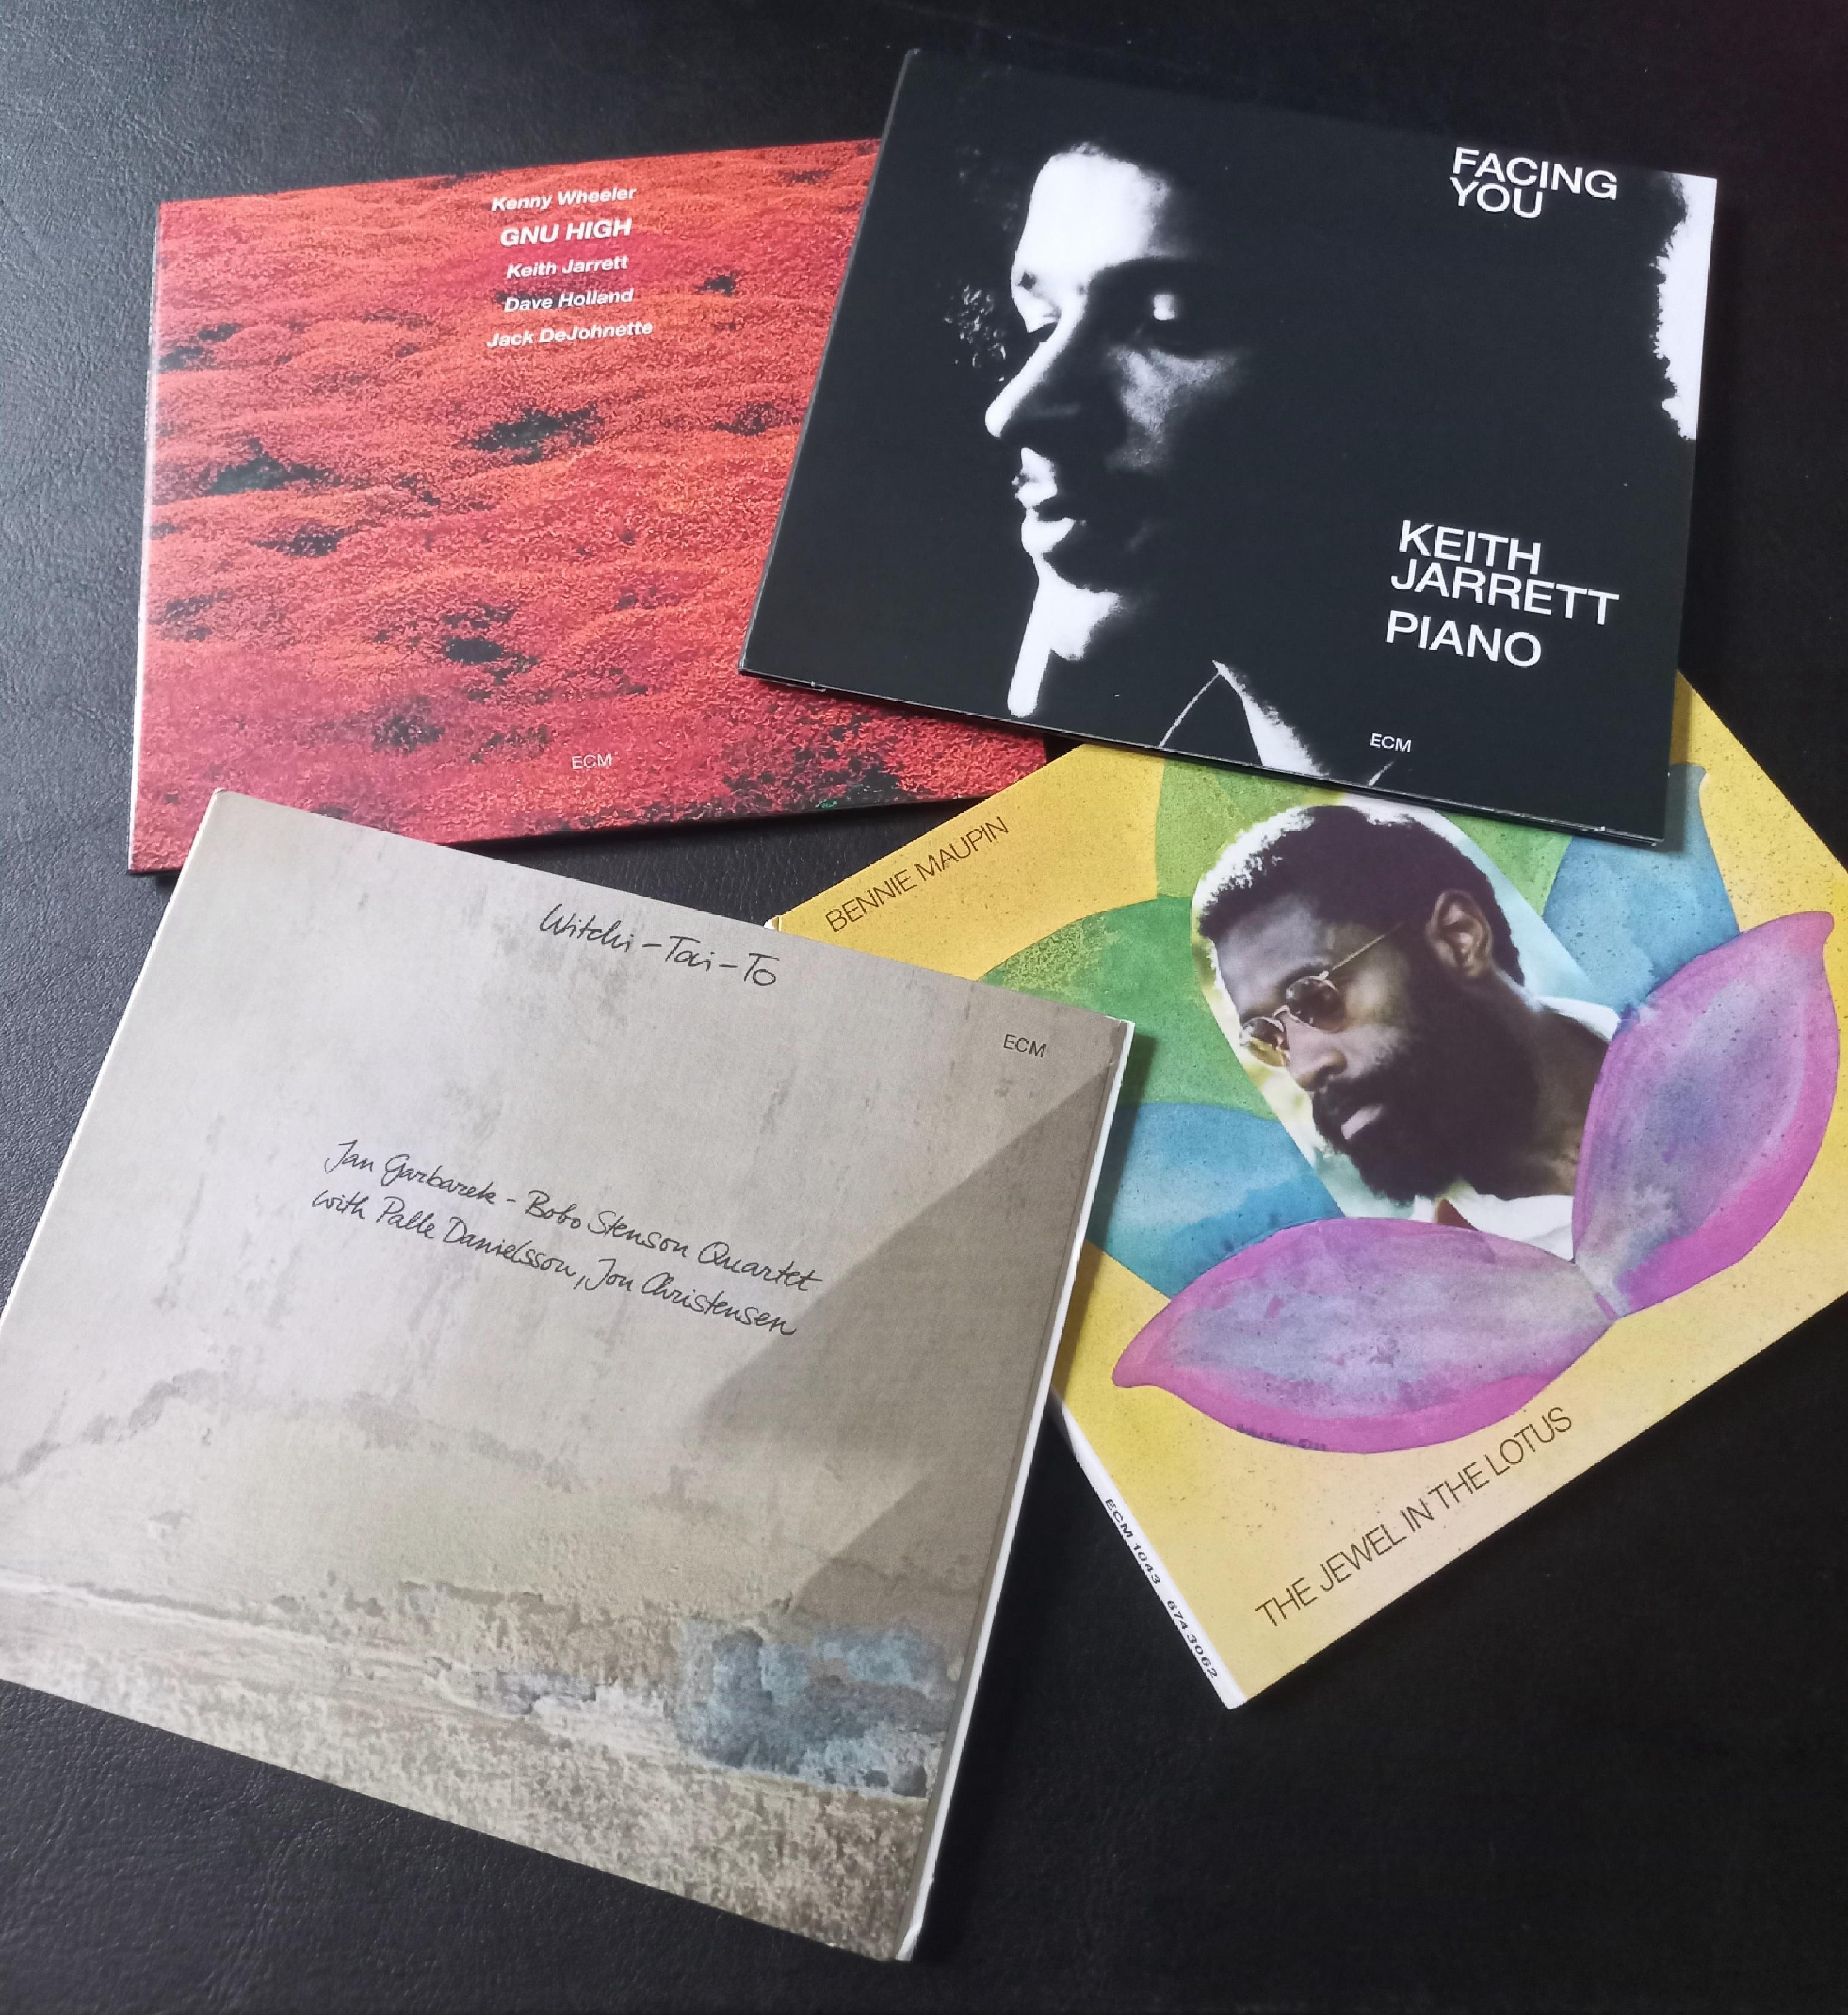 Kenny Wheeler
GNU HIGH
Keith Jarrett
Dave Holland
Jack DeJohnette
ECM
FACING
YOU
KEITH
JARRETT
PIANO
ECM
Witchi-Tai-To
ECM
Jan Garbarek - Bobo Stenson Quartet
with Palle Danielsson, Jon Christensen
BENNIE MAUPIN
THE JEWEL IN THE LOTUS
ECM 1043 674 3062